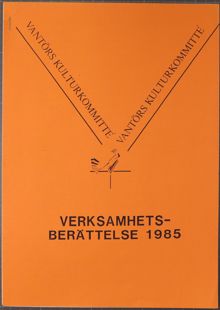 VANTÖRS KULTURKOMMITTÉ
VANTÖRS KULTURKOMMITTÉ
VERKSAMHETS-
BERÄTTELSE 1985